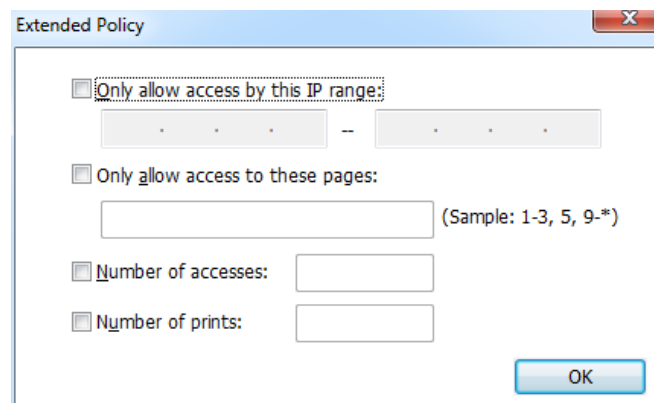 Extended Policy
Only allow access by this IP range:
. . . -- . . .
Only allow access to these pages:
(Sample: 1-3, 5, 9-*)
Number of accesses:
Number of prints:
OK